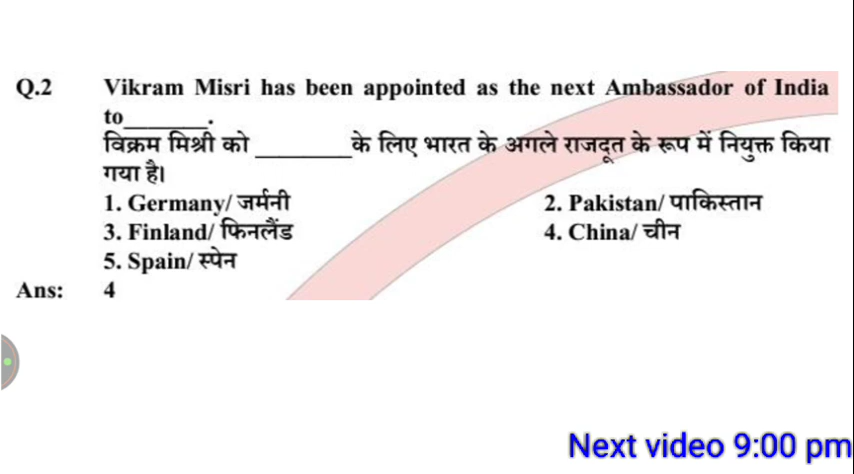 Q.2 Vikram Misri has been appointed as the next Ambassador of India
to_______.
विक्रम मिश्री को ________के लिए भारत के अगले राजदूत के रूप में नियुक्त किया
गया है।
1. Germany/ जर्मनी 2. Pakistan/ पाकिस्तान
3. Finland/ फिनलैंड 4. China/ चीन
5. Spain/ स्पेन
Ans: 4
Next video 9:00 pm